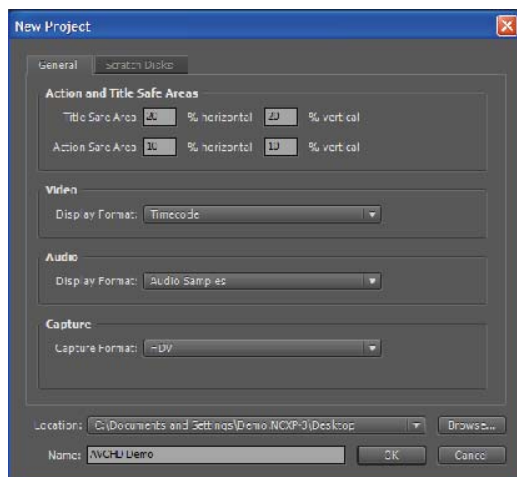 New Project
General Scratch Disks
Action and Title Safe Areas
Title Safe Area 20 % horizontal 20 % vertical
Action Safe Area 10 % horizontal 10 % vertical
Video
Display Format: Timecode
Audio
Display Format: Audio Samples
Capture
Capture Format: HDV
Location: C:\Documents and Settings\Demo.NCXP-3\Desktop Browse...
Name: AVCHD Demo OK Cancel